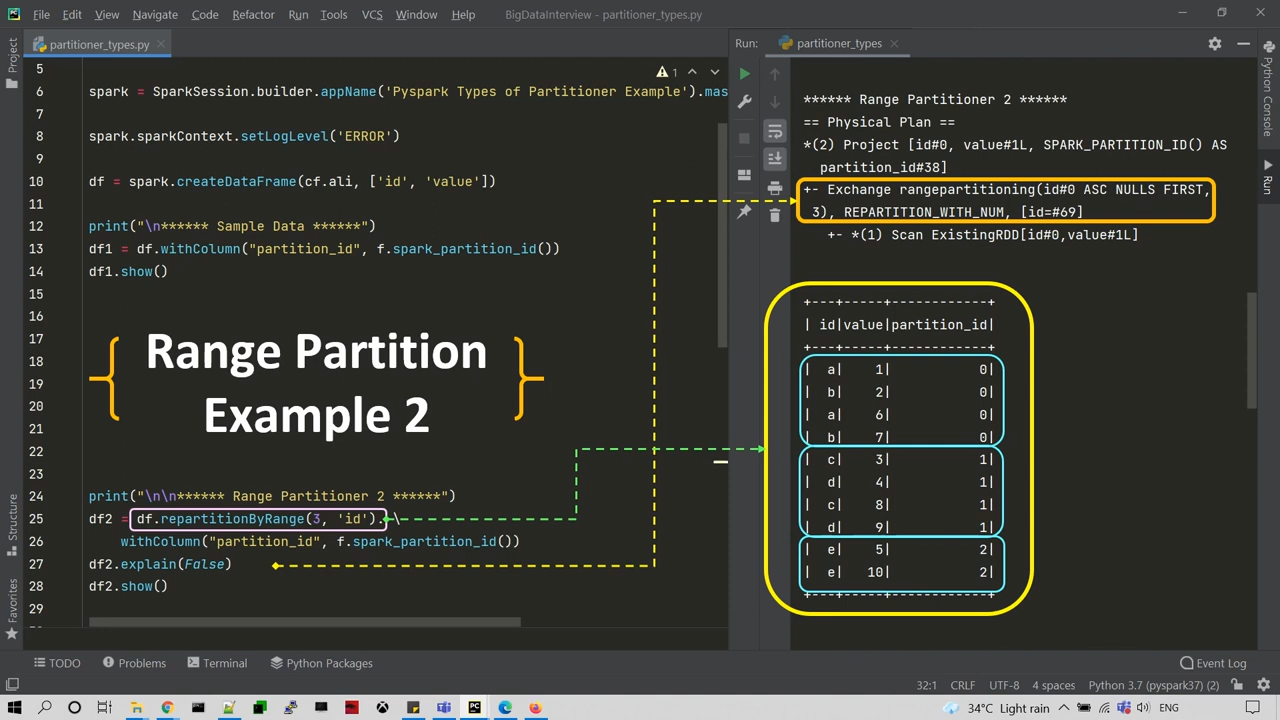 File Edit View Navigate Code Refactor Run Tools VCS Window Help BigDataInterview - partitioner_types.py
partitioner_types.py
Project
Structure
Favorites
5
6 spark = SparkSession.builder.appName('Pyspark Types of Partitioner Example').mas
7
8 spark.sparkContext.setLogLevel('ERROR')
9
10 df = spark.createDataFrame(cf.ali, ['id', 'value'])
11
12 print("\n****** Sample Data ******")
13 df1 = df.withColumn("partition_id", f.spark_partition_id())
14 df1.show()
15
16
17
18
19
20
21
22
23
24 print("\n\n****** Range Partitioner 2 ******")
25 df2 = df.repartitionByRange(3, 'id'). \
26 withColumn("partition_id", f.spark_partition_id())
27 df2.explain(False)
28 df2.show()
29
1
Range Partition
Example 2
Run: partitioner_types
****** Range Partitioner 2 ******
== Physical Plan ==
*(2) Project [id#0, value#1L, SPARK_PARTITION_ID() AS
partition_id#38]
+- Exchange rangepartitioning(id#0 ASC NULLS FIRST,
3), REPARTITION_WITH_NUM, [id=#69]
+- *(1) Scan ExistingRDD[id#0,value#1L]
+---+-----+------------+
| id|value|partition_id|
+---+-----+------------+
| a| 1| 0|
| b| 2| 0|
| a| 6| 0|
| b| 7| 0|
| c| 3| 1|
| d| 4| 1|
| c| 8| 1|
| d| 9| 1|
| e| 5| 2|
| e| 10| 2|
+---+-----+------------+
Python Console
Run
TODO Problems Terminal Python Packages Event Log
32:1 CRLF UTF-8 4 spaces Python 3.7 (pyspark37) (2)
34°C Light rain ENG